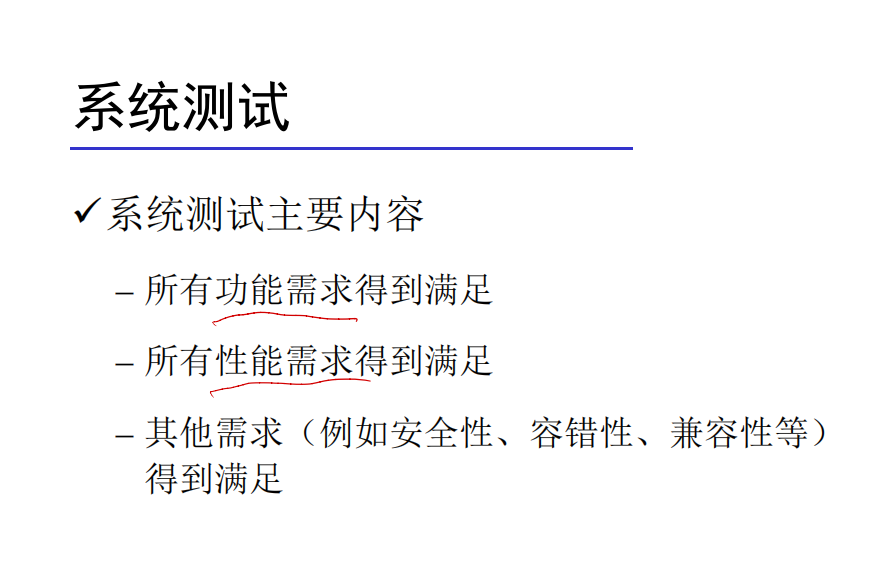 系统测试
✓系统测试主要内容
– 所有功能需求得到满足
– 所有性能需求得到满足
– 其他需求（例如安全性、容错性、兼容性等）
得到满足